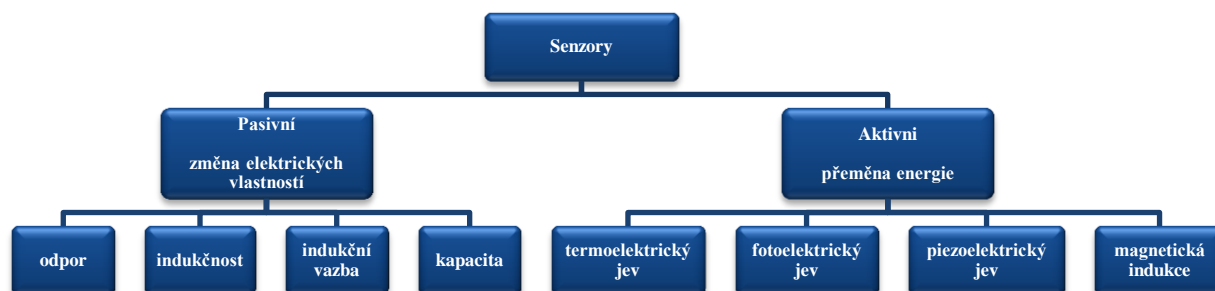 Senzory
Pasivní
změna elektrických
vlastností
Aktivni
přeměna energie
odpor
indukčnost
indukční
vazba
kapacita
termoelektrický
jev
fotoelektrický
jev
piezoelektrický
jev
magnetická
indukce